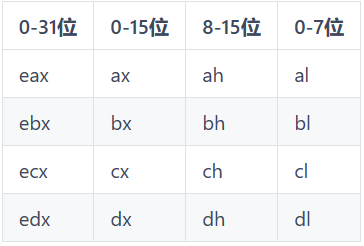 0-31位 0-15位 8-15位 0-7位
eax ax ah al
ebx bx bh bl
ecx cx ch cl
edx dx dh dl